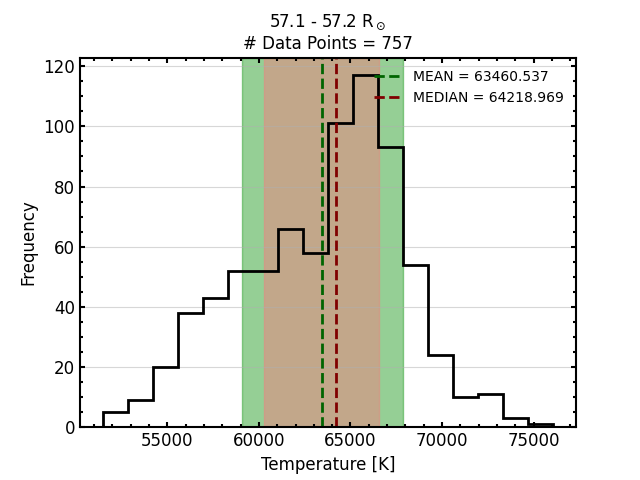 57.1 - 57.2 R⊙
# Data Points = 757
MEAN = 63460.537
MEDIAN = 64218.969
120
100
80
60
40
20
0
Frequency
55000 60000 65000 70000 75000
Temperature [K]